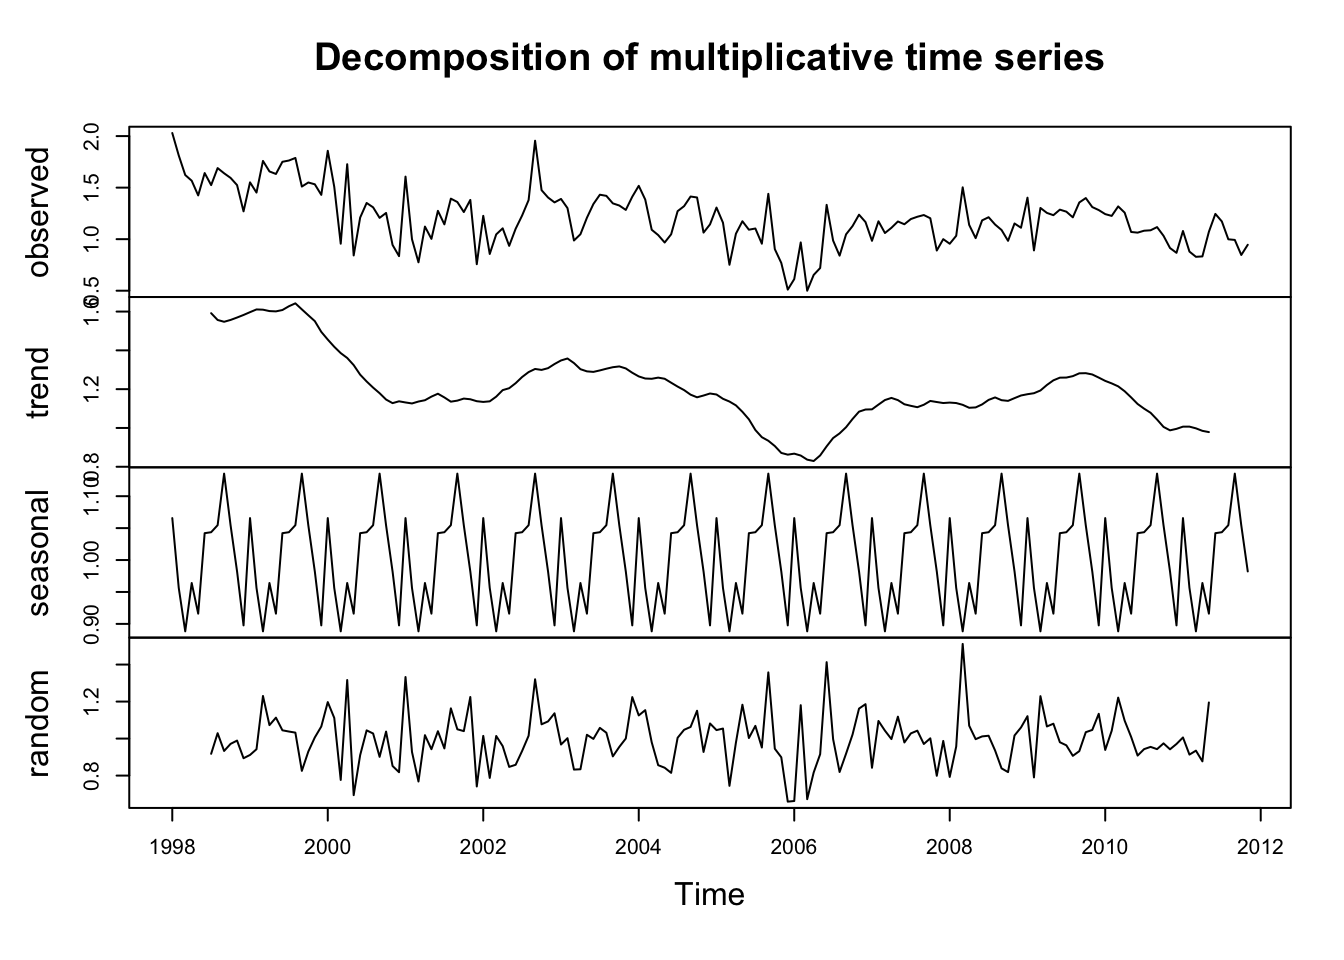 Decomposition of multiplicative time series
observed
2.0
1.5
1.0
0.5
trend
1.6
1.2
0.8
seasonal
1.10
1.00
0.90
random
1.2
0.8
1998 2000 2002 2004 2006 2008 2010 2012
Time